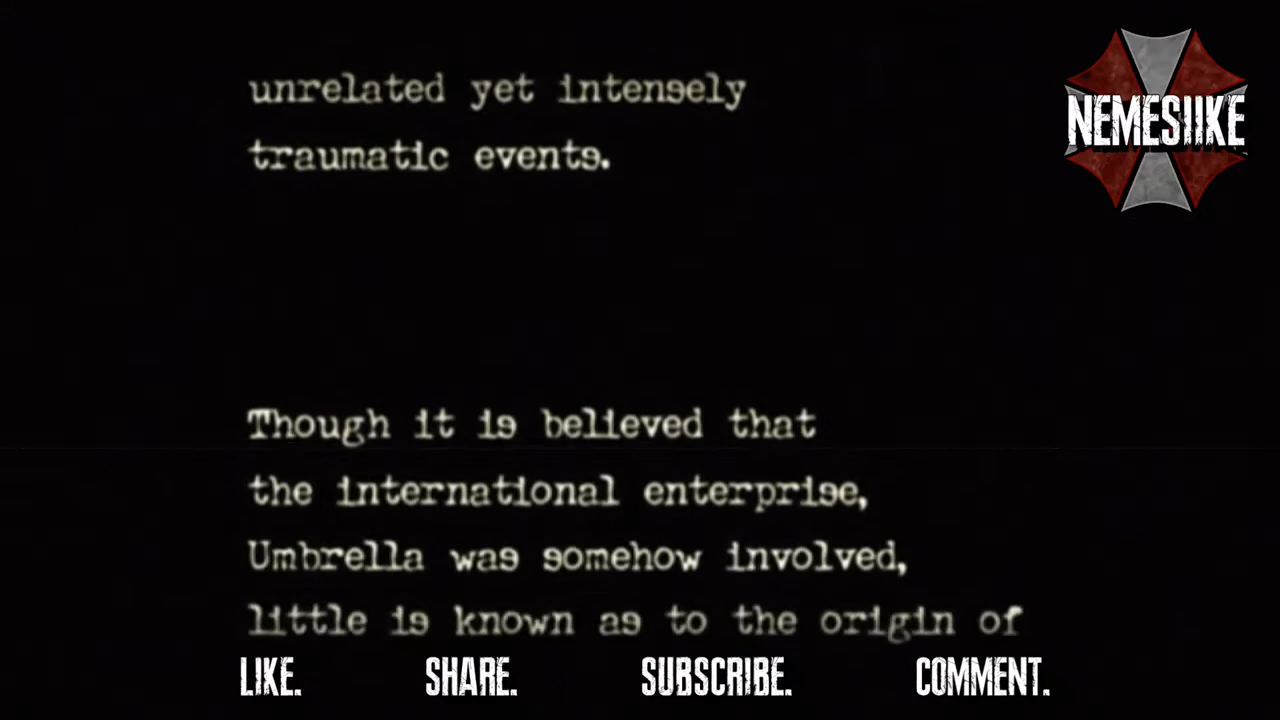 unrelated yet intensely
traumatic events.
NEMESIIKE
Though it is believed that
the international enterprise,
Umbrella was somehow involved,
little is known as to the origin of
LIKE. SHARE. SUBSCRIBE. COMMENT.